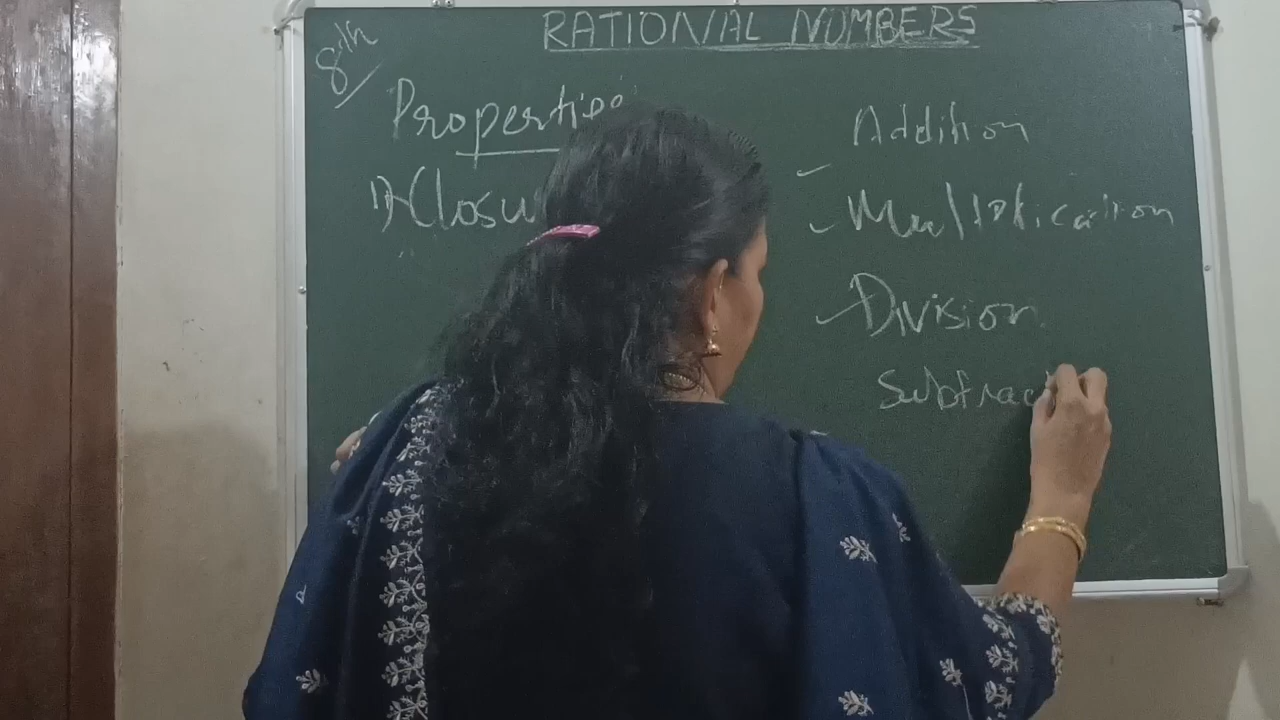 8th
RATIONAL NUMBERS
Properties
1) Closu
Addition
Multiplication
Division
Subtrac